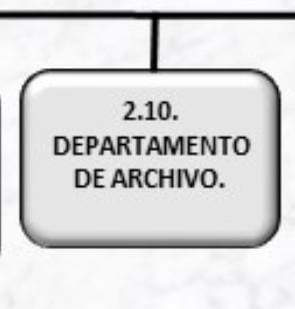 2.10.
DEPARTAMENTO
DE ARCHIVO.